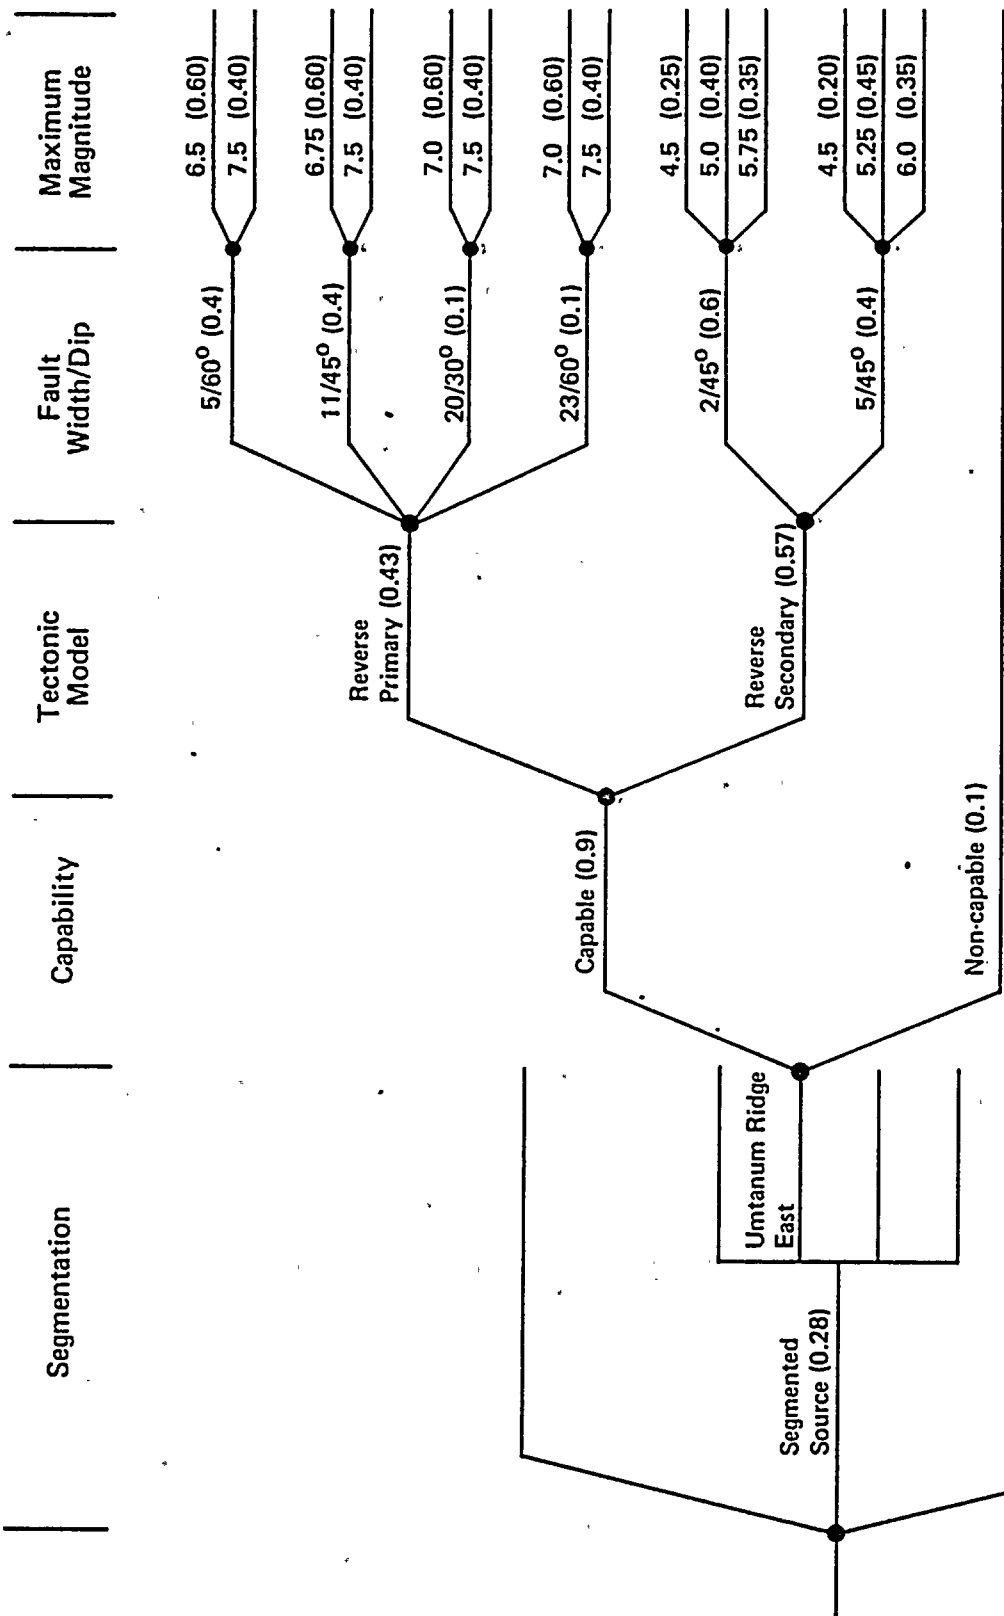 Segmentation
Capability
Tectonic
Model
Fault
Width/Dip
Maximum
Magnitude
Segmented
Source (0.28)
Umtanum Ridge
East
Capable (0.9)
Non-capable (0.1)
Reverse
Primary (0.43)
Reverse
Secondary (0.57)
5/60° (0.4)
11/45° (0.4)
20/30° (0.1)
23/60° (0.1)
2/45° (0.6)
5/45° (0.4)
6.5 (0.60)
7.5 (0.40)
6.75 (0.60)
7.5 (0.40)
7.0 (0.60)
7.5 (0.40)
7.0 (0.60)
7.5 (0.40)
4.5 (0.25)
5.0 (0.40)
5.75 (0.35)
4.5 (0.20)
5.25 (0.45)
6.0 (0.35)